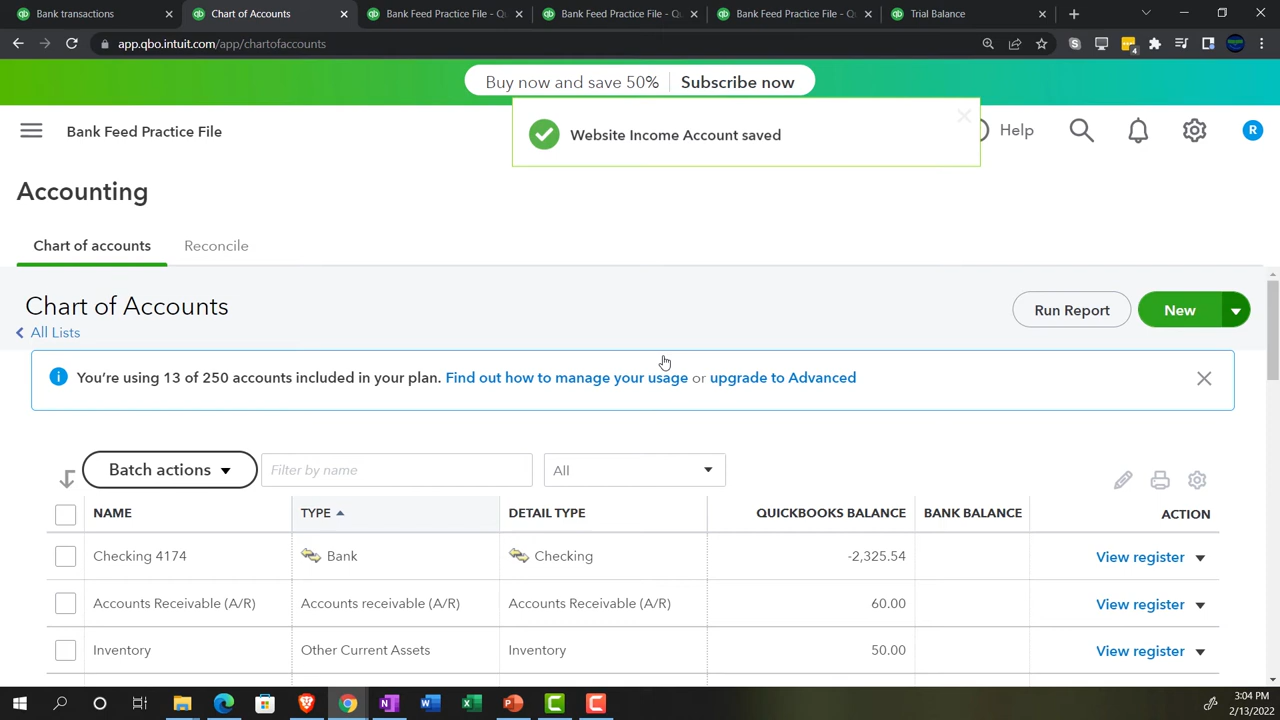 Bank transactions
Chart of Accounts
Bank Feed Practice File - Qu
Bank Feed Practice File - Qu
Bank Feed Practice File - Qu
Trial Balance
app.qbo.intuit.com/app/chartofaccounts
4
Buy now and save 50% Subscribe now
Bank Feed Practice File
Website Income Account saved
Help
R
Accounting
Chart of accounts Reconcile
Chart of Accounts
All Lists
Run Report
New
You're using 13 of 250 accounts included in your plan. Find out how to manage your usage or upgrade to Advanced
Batch actions Filter by name All
NAME TYPE DETAIL TYPE QUICKBOOKS BALANCE BANK BALANCE ACTION
Checking 4174 Bank Checking -2,325.54 View register
Accounts Receivable (A/R) Accounts receivable (A/R) Accounts Receivable (A/R) 60.00 View register
Inventory Other Current Assets Inventory 50.00 View register
3:04 PM
2/13/2022